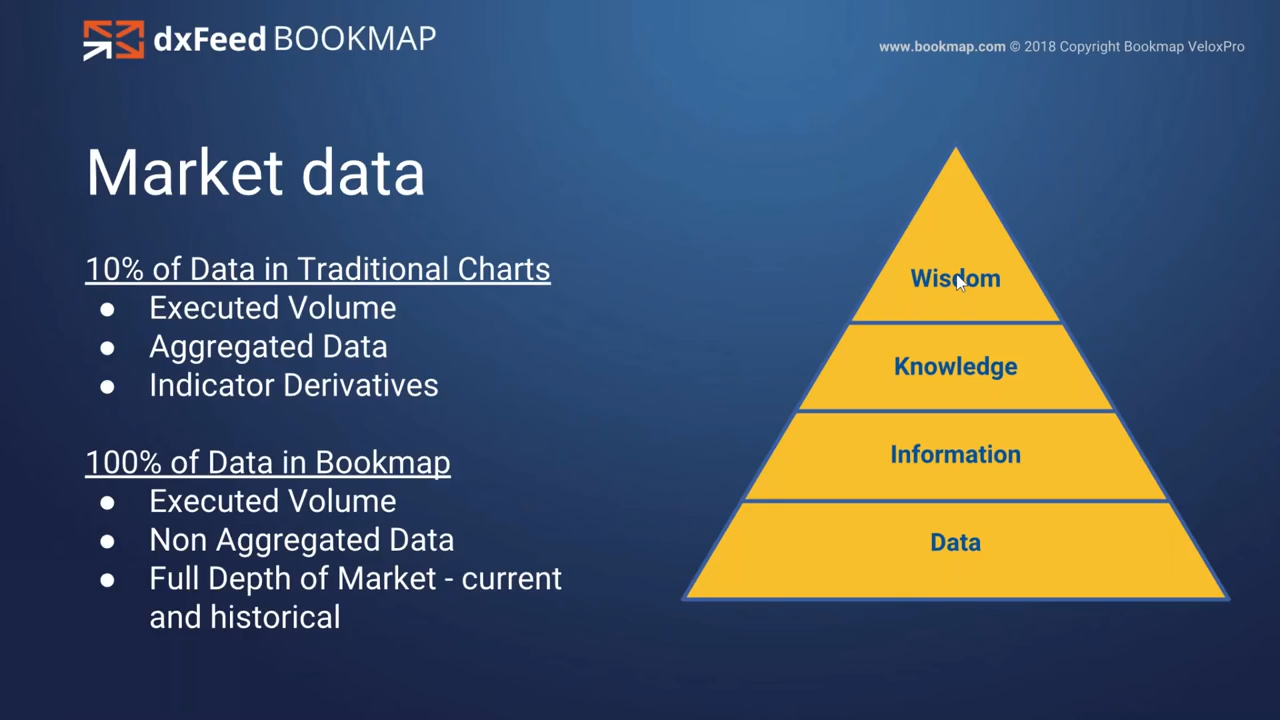 dxFeed BOOKMAP
www.bookmap.com © 2018 Copyright Bookmap VeloxPro
Market data
10% of Data in Traditional Charts
● Executed Volume
● Aggregated Data
● Indicator Derivatives
100% of Data in Bookmap
● Executed Volume
● Non Aggregated Data
● Full Depth of Market - current
and historical
Wisdom
Knowledge
Information
Data